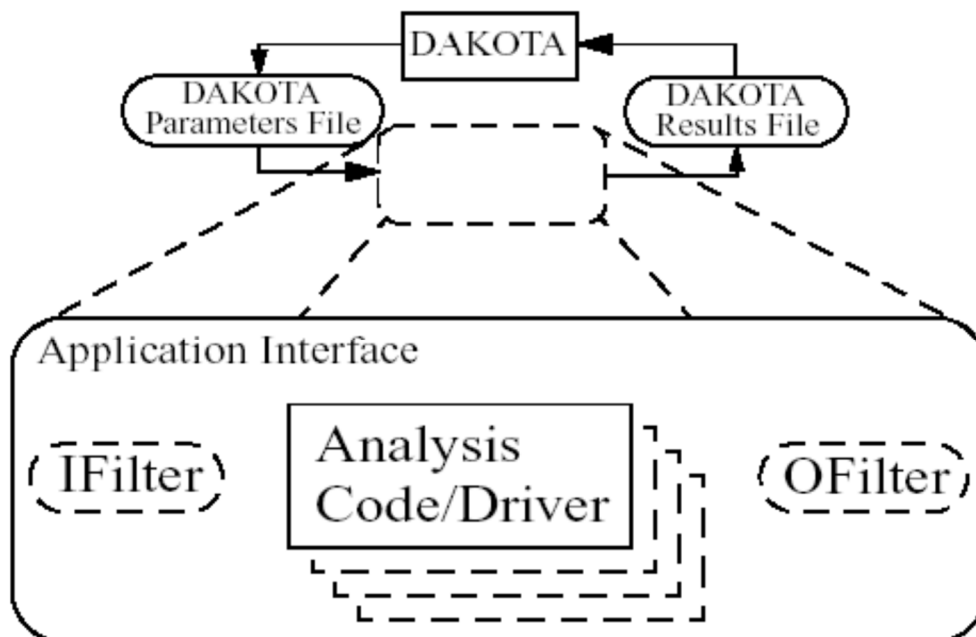 DAKOTA
DAKOTA
Parameters File
DAKOTA
Results File
Application Interface
IFilter
Analysis
Code/Driver
OFilter